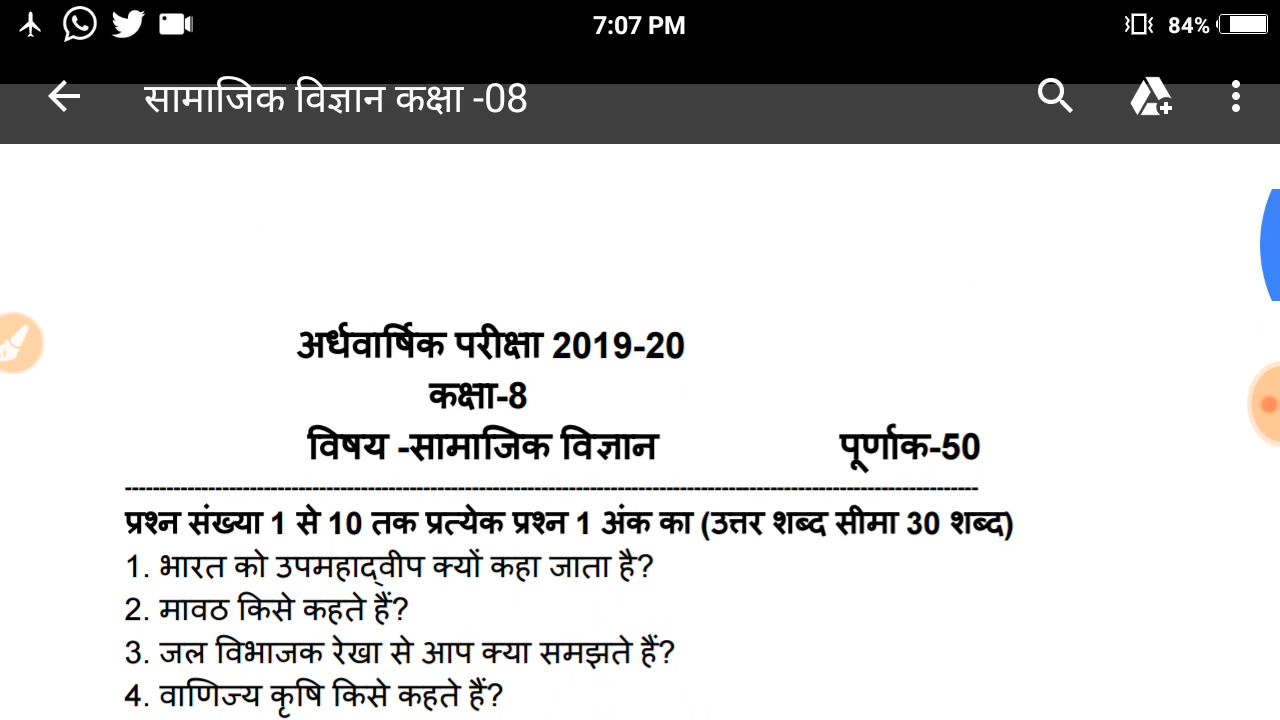 7:07 PM
84%
सामाजिक विज्ञान कक्षा -08
अर्धवार्षिक परीक्षा 2019-20
कक्षा-8
विषय -सामाजिक विज्ञान पूर्णाक-50
--------------------------------------------------------------------------------------------------------------------------
प्रश्न संख्या 1 से 10 तक प्रत्येक प्रश्न 1 अंक का (उत्तर शब्द सीमा 30 शब्द)
1. भारत को उपमहाद्वीप क्यों कहा जाता है?
2. मावठ किसे कहते हैं?
3. जल विभाजक रेखा से आप क्या समझते हैं?
4. वाणिज्य कृषि किसे कहते हैं?